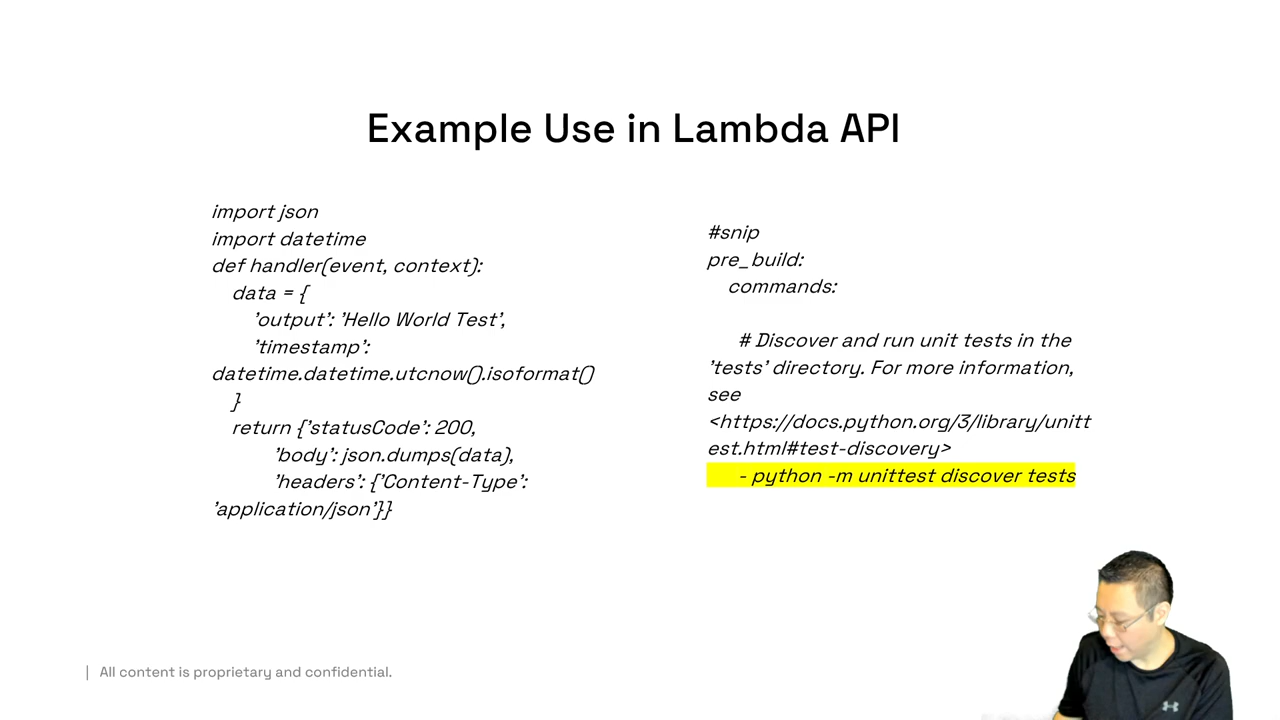 Example Use in Lambda API
import json
import datetime
def handler(event, context):
data = {
'output': 'Hello World Test',
'timestamp':
datetime.datetime.utcnow().isoformat()
}
return {'statusCode': 200,
'body': json.dumps(data),
'headers': {'Content-Type':
'application/json'}}
#snip
pre_build:
commands:
# Discover and run unit tests in the
'tests' directory. For more information,
see
<https://docs.python.org/3/library/unitt
est.html#test-discovery>
- python -m unittest discover tests
| All content is proprietary and confidential.